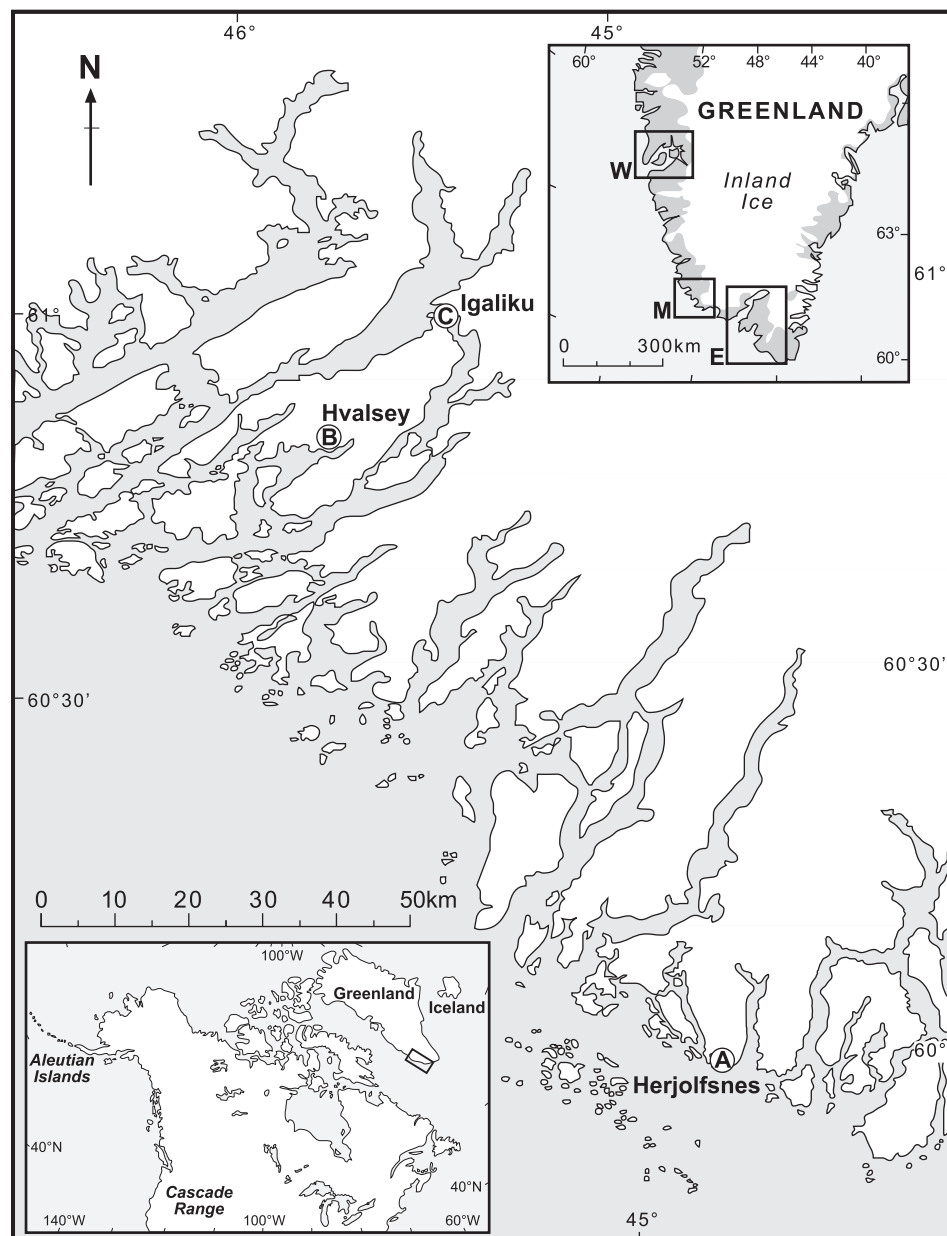 46°
45°
N
60°
52°
48°
44°
40°
GREENLAND
W
Inland
Ice
63°
61°
M
0
300km
E
60°
61°
C
Igaliku
Hvalsey
B
60°30'
60°30'
0
10
20
30
40
50km
100°W
Greenland
Iceland
Aleutian
Islands
40°N
Cascade
Range
40°N
140°W
100°W
60°W
A
60°
Herjolfsnes
45°